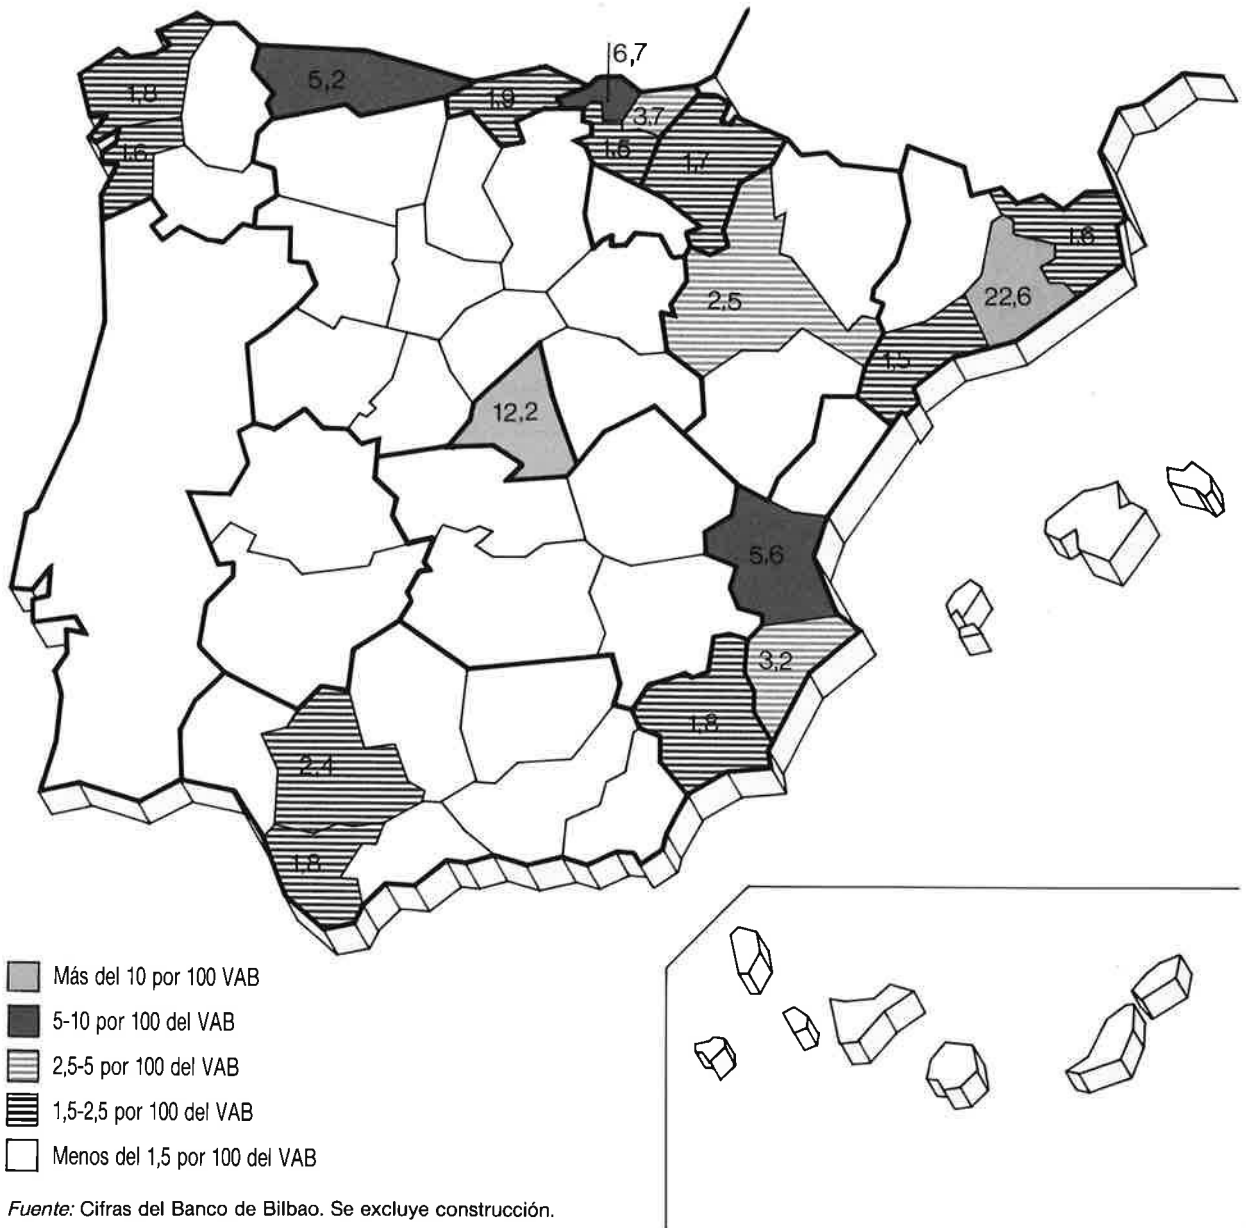 6,7
5,2
1,8
1,9
3,7
1,6
1,7
1,6
2,5
22,6
1,5
12,2
5,6
3,2
1,8
2,4
1,8
Más del 10 por 100 VAB
5-10 por 100 del VAB
2,5-5 por 100 del VAB
1,5-2,5 por 100 del VAB
Menos del 1,5 por 100 del VAB
Fuente: Cifras del Banco de Bilbao. Se excluye construcción.